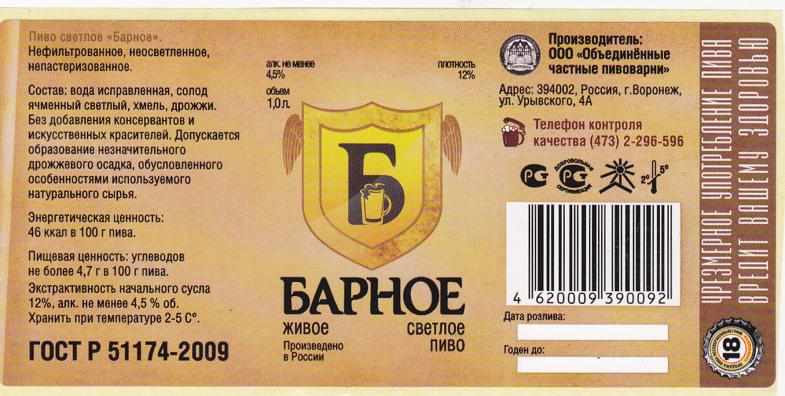 Пиво светлое «Барное».
Нефильтрованное, неосветленное,
непастеризованное.
Состав: вода исправленная, солод
ячменный светлый, хмель, дрожжи.
Без добавления консервантов и
искусственных красителей. Допускается
образование незначительного
дрожжевого осадка, обусловленного
особенностями используемого
натурального сырья.
Энергетическая ценность:
46 ккал в 100 г пива.
Пищевая ценность: углеводов
не более 4,7 г в 100 г пива.
Экстрактивность начального сусла
12%, алк. не менее 4,5 % об.
Хранить при температуре 2-5 С°.
ГОСТ Р 51174-2009
алк. не менее
4,5%
объем
1,0 л.
плотность
12%
Б
БАРНОЕ
живое
светлое
пиво
Произведено
в России
Производитель:
ООО «Объединённые
частные пивоварни»
Адрес: 394002, Россия, г.Воронеж,
ул. Урывского, 4А
Телефон контроля
качества (473) 2-296-596
РС
ДОБРОВОЛЬНАЯ
РС
СЕРТИФИКАЦИЯ
2° 5°
4 620009 390092
Дата розлива:
Годен до:
ЧРЕЗМЕРНОЕ УПОТРЕБЛЕНИЕ ПИВА
ВРЕДИТ ВАШЕМУ ЗДОРОВЬЮ
18